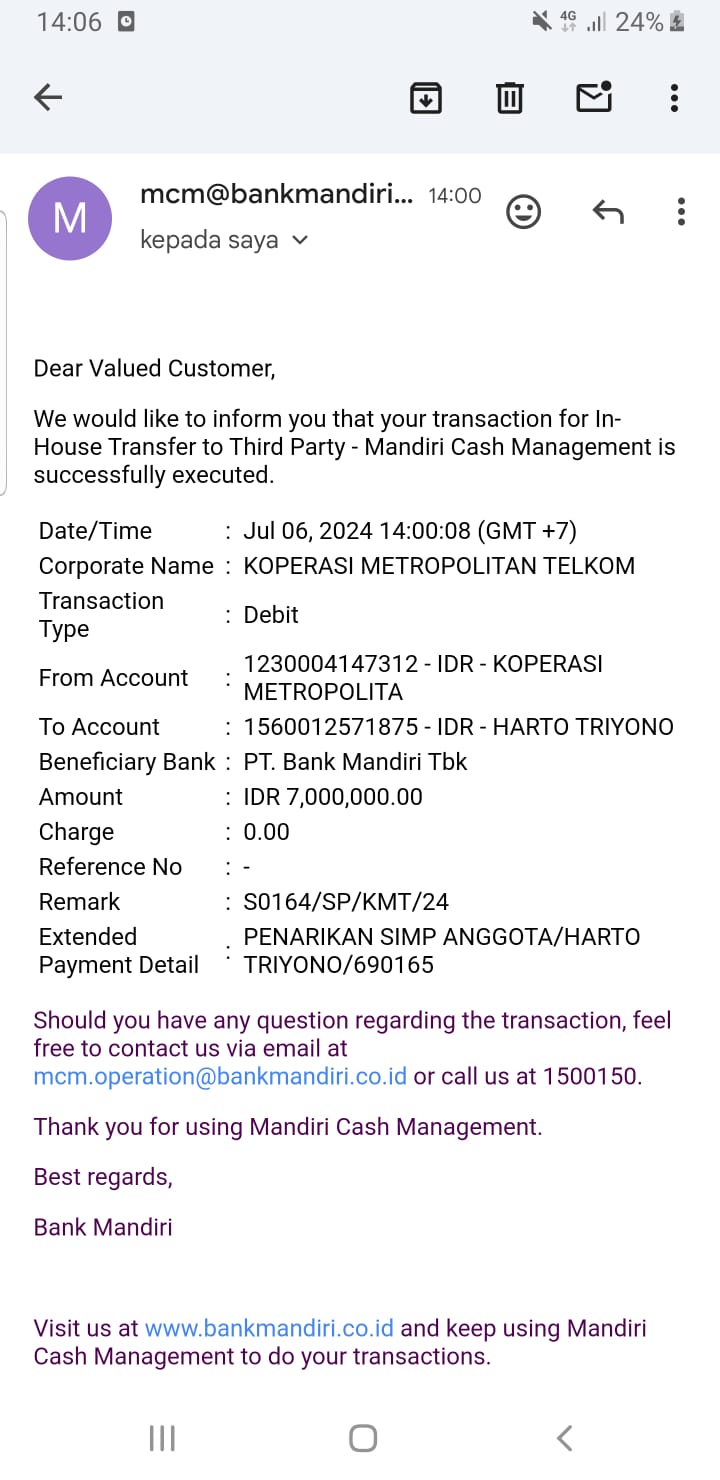 14:06 4G 24%
mcm@bankmandiri... 14:00
M
kepada saya
Dear Valued Customer,
We would like to inform you that your transaction for In-
House Transfer to Third Party - Mandiri Cash Management is
successfully executed.
Date/Time : Jul 06, 2024 14:00:08 (GMT +7)
Corporate Name : KOPERASI METROPOLITAN TELKOM
Transaction
Type : Debit
From Account : 1230004147312 - IDR - KOPERASI
METROPOLITA
To Account : 1560012571875 - IDR - HARTO TRIYONO
Beneficiary Bank : PT. Bank Mandiri Tbk
Amount : IDR 7,000,000.00
Charge : 0.00
Reference No : -
Remark : S0164/SP/KMT/24
Extended
Payment Detail : PENARIKAN SIMP ANGGOTA/HARTO
TRIYONO/690165
Should you have any question regarding the transaction, feel
free to contact us via email at
mcm.operation@bankmandiri.co.id or call us at 1500150.
Thank you for using Mandiri Cash Management.
Best regards,
Bank Mandiri
Visit us at www.bankmandiri.co.id and keep using Mandiri
Cash Management to do your transactions.